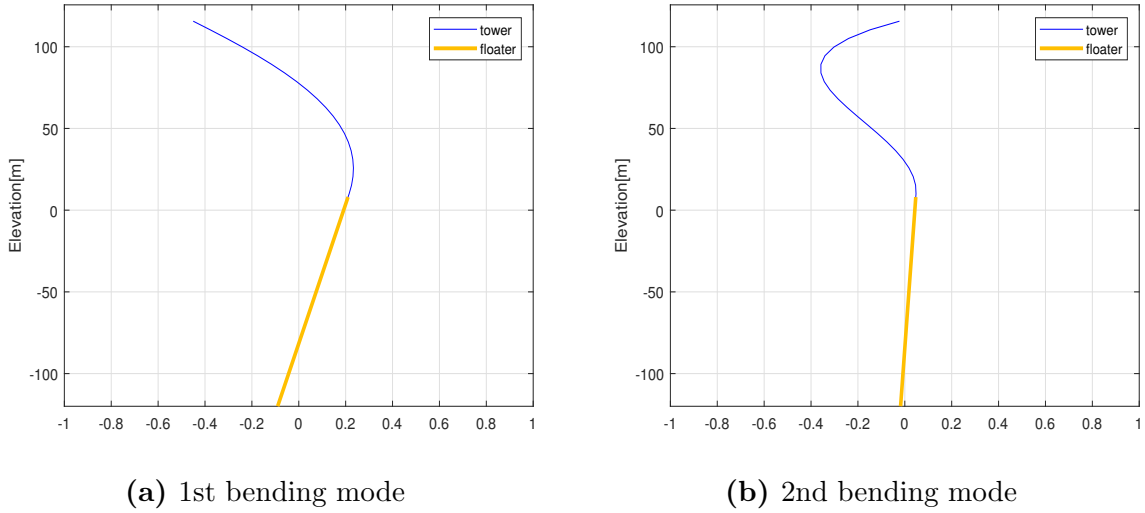 tower
floater
Elevation[m]
100
50
0
-50
-100
-1 -0.8 -0.6 -0.4 -0.2 0 0.2 0.4 0.6 0.8 1
(a) 1st bending mode
tower
floater
Elevation[m]
100
50
0
-50
-100
-1 -0.8 -0.6 -0.4 -0.2 0 0.2 0.4 0.6 0.8 1
(b) 2nd bending mode